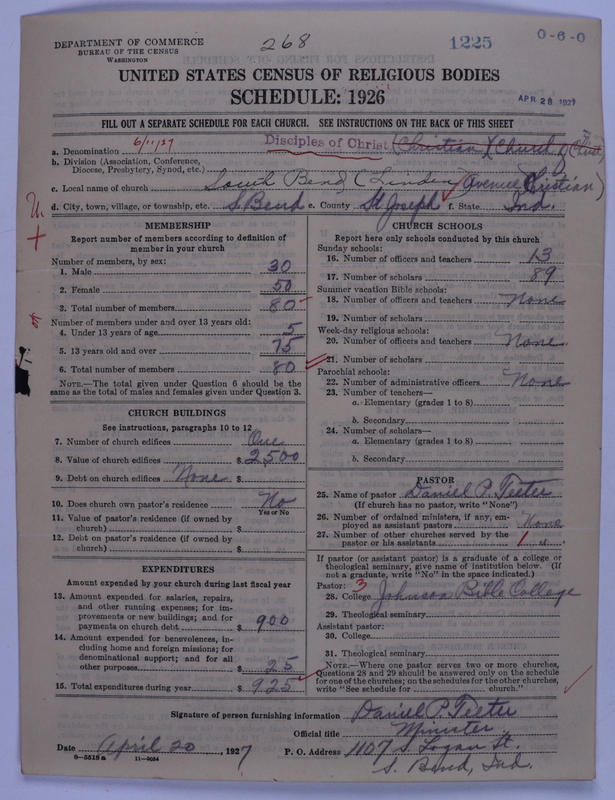 DEPARTMENT OF COMMERCE
BUREAU OF THE CENSUS
WASHINGTON
268
1225
0-6-0
UNITED STATES CENSUS OF RELIGIOUS BODIES
SCHEDULE: 1926
APR 28 1927
FILL OUT A SEPARATE SCHEDULE FOR EACH CHURCH. SEE INSTRUCTIONS ON THE BACK OF THIS SHEET
6/11/27
a. Denomination Disciples of Christ (Christian) (Church of Christ)
b. Division (Association, Conference, Diocese, Presbytery, Synod, etc.)
c. Local name of church South Bend (Linden Avenue Christian)
d. City, town, village, or township, etc. S. Bend e. County St Joseph f. State Ind.
MEMBERSHIP
Report number of members according to definition of member in your church
Number of members, by sex:
1. Male 30
2. Female 50
3. Total number of members 80
Number of members under and over 13 years old:
4. Under 13 years of age 5
5. 13 years old and over 75
6. Total number of members 80
NOTE.—The total given under Question 6 should be the same as the total of males and females given under Question 3.
CHURCH BUILDINGS
See instructions, paragraphs 10 to 12
7. Number of church edifices One
8. Value of church edifices $ 2500
9. Debt on church edifices None $
10. Does church own pastor's residence No
Yes or No
11. Value of pastor's residence (if owned by church) $
12. Debt on pastor's residence (if owned by church) $
EXPENDITURES
Amount expended by your church during last fiscal year
13. Amount expended for salaries, repairs, and other running expenses; for improvements or new buildings; and for payments on church debt $ 900
14. Amount expended for benevolences, including home and foreign missions; for denominational support; and for all other purposes $ 25
15. Total expenditures during year $ 925
CHURCH SCHOOLS
Report here only schools conducted by this church
Sunday schools:
16. Number of officers and teachers 13
17. Number of scholars 89
Summer vacation Bible schools:
18. Number of officers and teachers None
19. Number of scholars
Week-day religious schools:
20. Number of officers and teachers None
21. Number of scholars
Parochial schools:
22. Number of administrative officers None
23. Number of teachers—
a. Elementary (grades 1 to 8)
b. Secondary
24. Number of scholars—
a. Elementary (grades 1 to 8)
b. Secondary
PASTOR
25. Name of pastor Daniel P. Teeter
(If church has no pastor, write "None")
26. Number of ordained ministers, if any, employed as assistant pastors None
27. Number of other churches served by the pastor or his assistants 1
If pastor (or assistant pastor) is a graduate of a college or theological seminary, give name of institution below. (If not a graduate, write "No" in the space indicated.)
Pastor: 3
28. College Johnson Bible College
29. Theological seminary
Assistant pastor:
30. College
31. Theological seminary
NOTE.—Where one pastor serves two or more churches, Questions 28 and 29 should be answered only on the schedule for one of the churches; on the schedules for the other churches, write "See schedule for church."
Signature of person furnishing information Daniel P. Teeter
Official title Minister
Date April 20, 1927 P. O. Address 1107 S. Logan St.
S. Bend, Ind.
8-5518a 11-9054